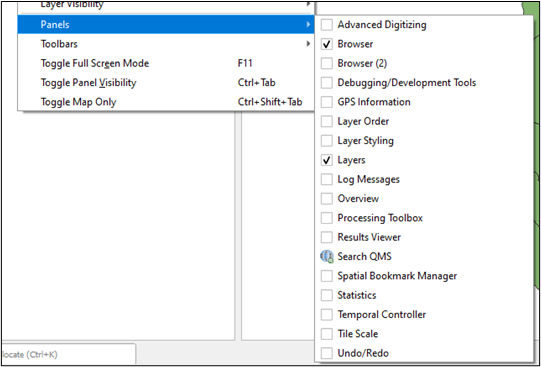 Layer Visibility
Panels
Toolbars
Toggle Full Screen Mode F11
Toggle Panel Visibility Ctrl+Tab
Toggle Map Only Ctrl+Shift+Tab
Advanced Digitizing
Browser
Browser (2)
Debugging/Development Tools
GPS Information
Layer Order
Layer Styling
Layers
Log Messages
Overview
Processing Toolbox
Results Viewer
Search QMS
Spatial Bookmark Manager
Statistics
Temporal Controller
Tile Scale
Undo/Redo
locate (Ctrl+K)